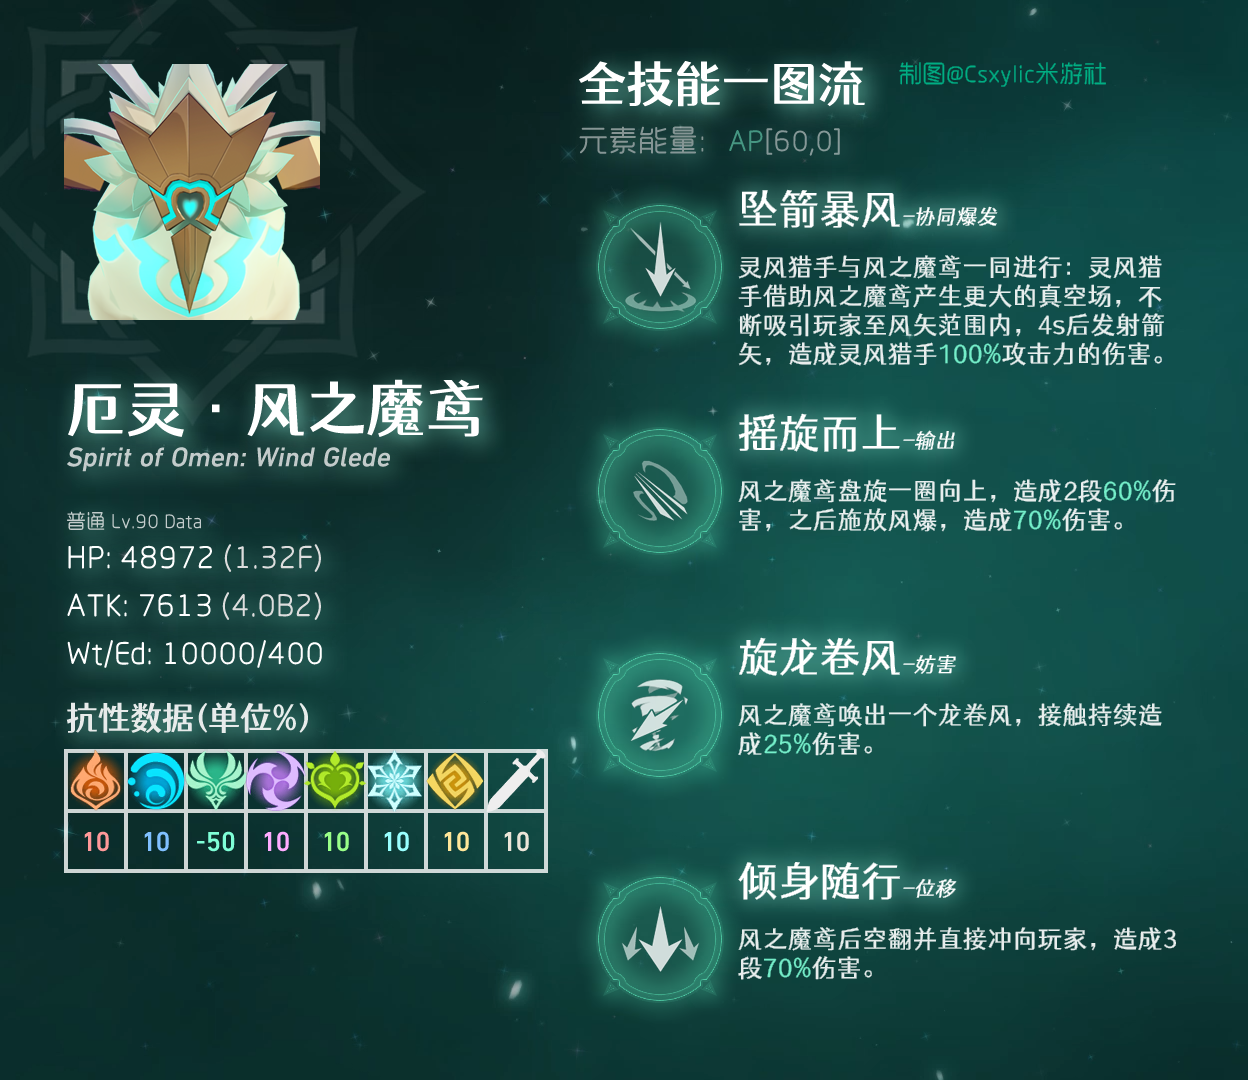 全技能一图流
制图@Csxylic米游社
元素能量： AP[60,0]
坠箭暴风-协同爆发
灵风猎手与风之魔鸢一同进行：灵风猎
手借助风之魔鸢产生更大的真空场，不
断吸引玩家至风矢范围内，4s后发射箭
矢，造成灵风猎手100%攻击力的伤害。
摇旋而上-输出
风之魔鸢盘旋一圈向上，造成2段60%伤
害，之后施放风爆，造成70%伤害。
旋龙卷风-妨害
风之魔鸢唤出一个龙卷风，接触持续造
成25%伤害。
倾身随行-位移
风之魔鸢后空翻并直接冲向玩家，造成3
段70%伤害。
厄灵·风之魔鸢
Spirit of Omen: Wind Glede
普通 Lv.90 Data
HP: 48972 (1.32F)
ATK: 7613 (4.0B2)
Wt/Ed: 10000/400
抗性数据(单位%)
10 10 -50 10 10 10 10 10